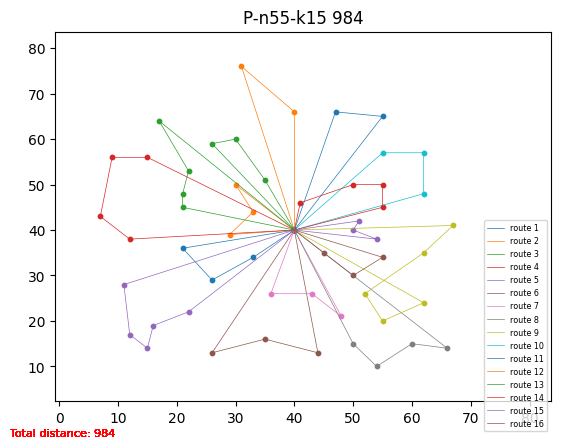 P-n55-k15 984
80
70
60
50
40
30
20
10
0 10 20 30 40 50 60 70 80
route 1
route 2
route 3
route 4
route 5
route 6
route 7
route 8
route 9
route 10
route 11
route 12
route 13
route 14
route 15
route 16
Total distance: 984